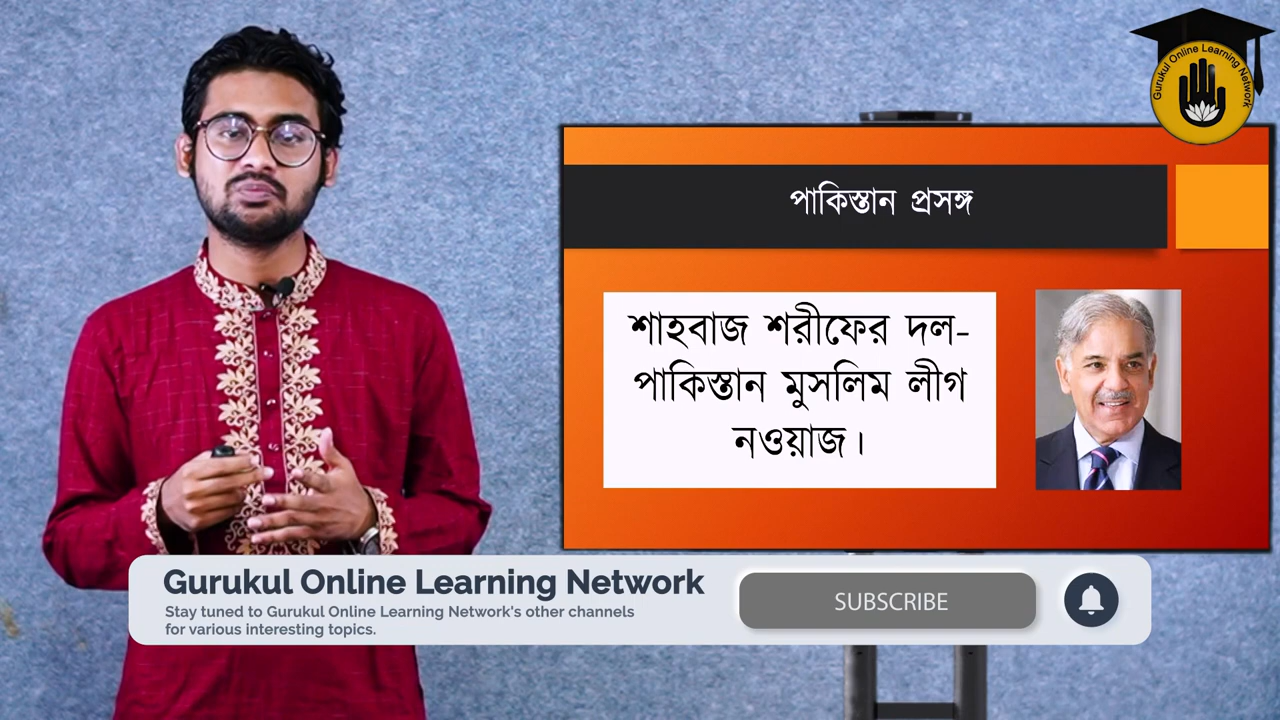 Gurukul Online Learning Network
পাকিস্তান প্রসঙ্গ
শাহবাজ শরীফের দল-
পাকিস্তান মুসলিম লীগ
নওয়াজ।
Gurukul Online Learning Network
Stay tuned to Gurukul Online Learning Network's other channels
for various interesting topics.
SUBSCRIBE